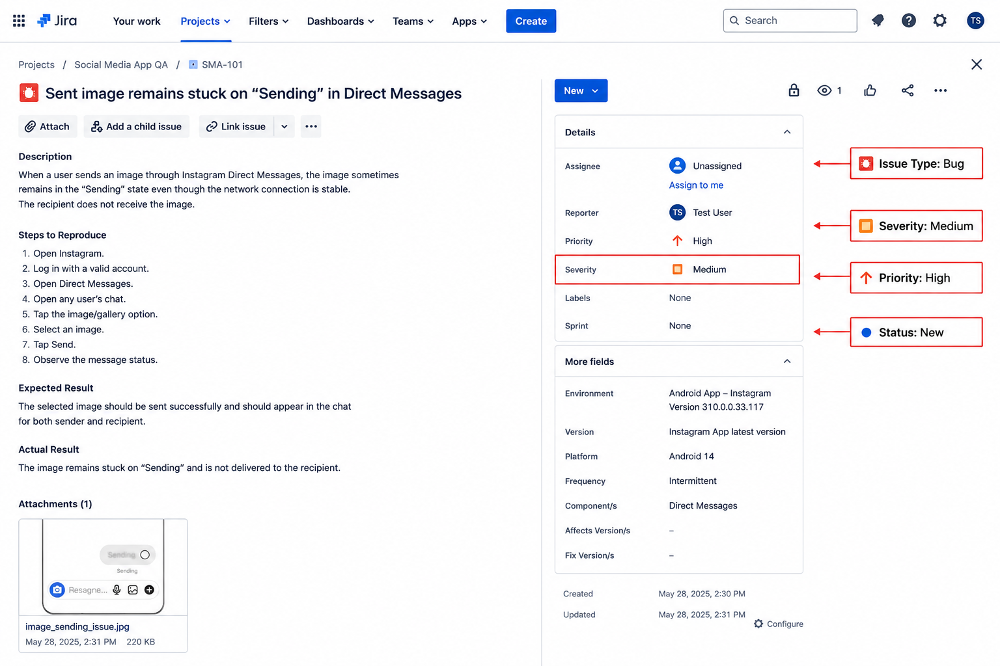 Jira
Your work
Projects
Filters
Dashboards
Teams
Apps
Create
Search
TS
Projects / Social Media App QA / SMA-101
Sent image remains stuck on “Sending” in Direct Messages
Attach
Add a child issue
Link issue
Description
When a user sends an image through Instagram Direct Messages, the image sometimes
remains in the “Sending” state even though the network connection is stable.
The recipient does not receive the image.
Steps to Reproduce
1. Open Instagram.
2. Log in with a valid account.
3. Open Direct Messages.
4. Open any user’s chat.
5. Tap the image/gallery option.
6. Select an image.
7. Tap Send.
8. Observe the message status.
Expected Result
The selected image should be sent successfully and should appear in the chat
for both sender and recipient.
Actual Result
The image remains stuck on “Sending” and is not delivered to the recipient.
Attachments (1)
Sending
Sending
Resagne...
image_sending_issue.jpg
May 28, 2025, 2:31 PM 220 KB
New
1
Details
Assignee Unassigned
Assign to me
Reporter TS Test User
Priority High
Severity Medium
Labels None
Sprint None
More fields
Environment Android App – Instagram
Version 310.0.0.33.117
Version Instagram App latest version
Platform Android 14
Frequency Intermittent
Component/s Direct Messages
Affects Version/s –
Fix Version/s –
Created May 28, 2025, 2:30 PM
Updated May 28, 2025, 2:31 PM
Configure
Issue Type: Bug
Severity: Medium
Priority: High
Status: New